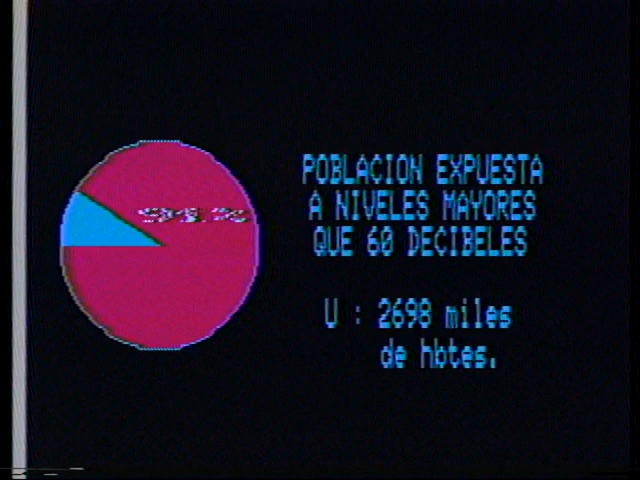 POBLACION EXPUESTA
A NIVELES MAYORES
QUE 60 DECIBELES
U : 2698 miles
de hbtes.